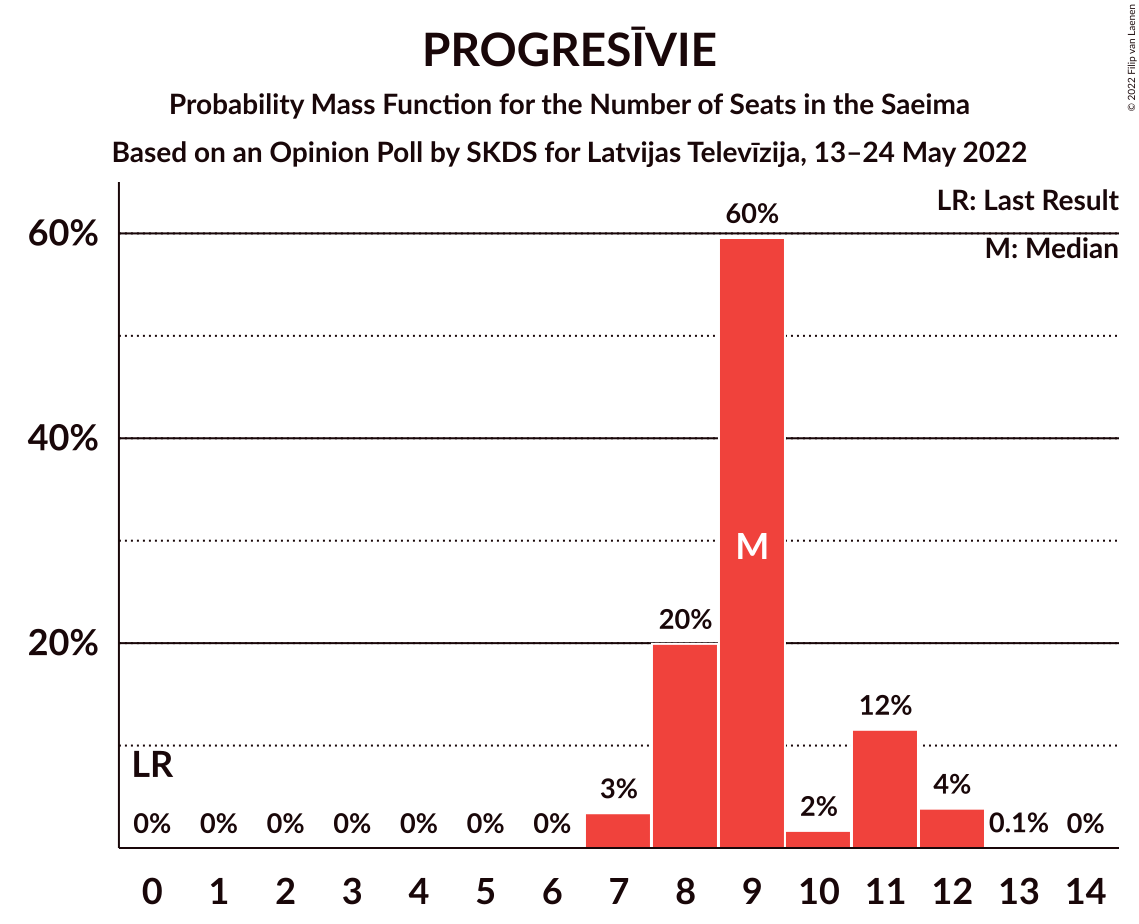 PROGRESĪVIE
Probability Mass Function for the Number of Seats in the Saeima
Based on an Opinion Poll by SKDS for Latvijas Televīzija, 13–24 May 2022
© 2022 Filip van Laenen
LR: Last Result
M: Median
60%
40%
20%
LR
M
0% 0% 0% 0% 0% 0% 0% 3% 20% 60% 2% 12% 4% 0.1% 0%
0 1 2 3 4 5 6 7 8 9 10 11 12 13 14